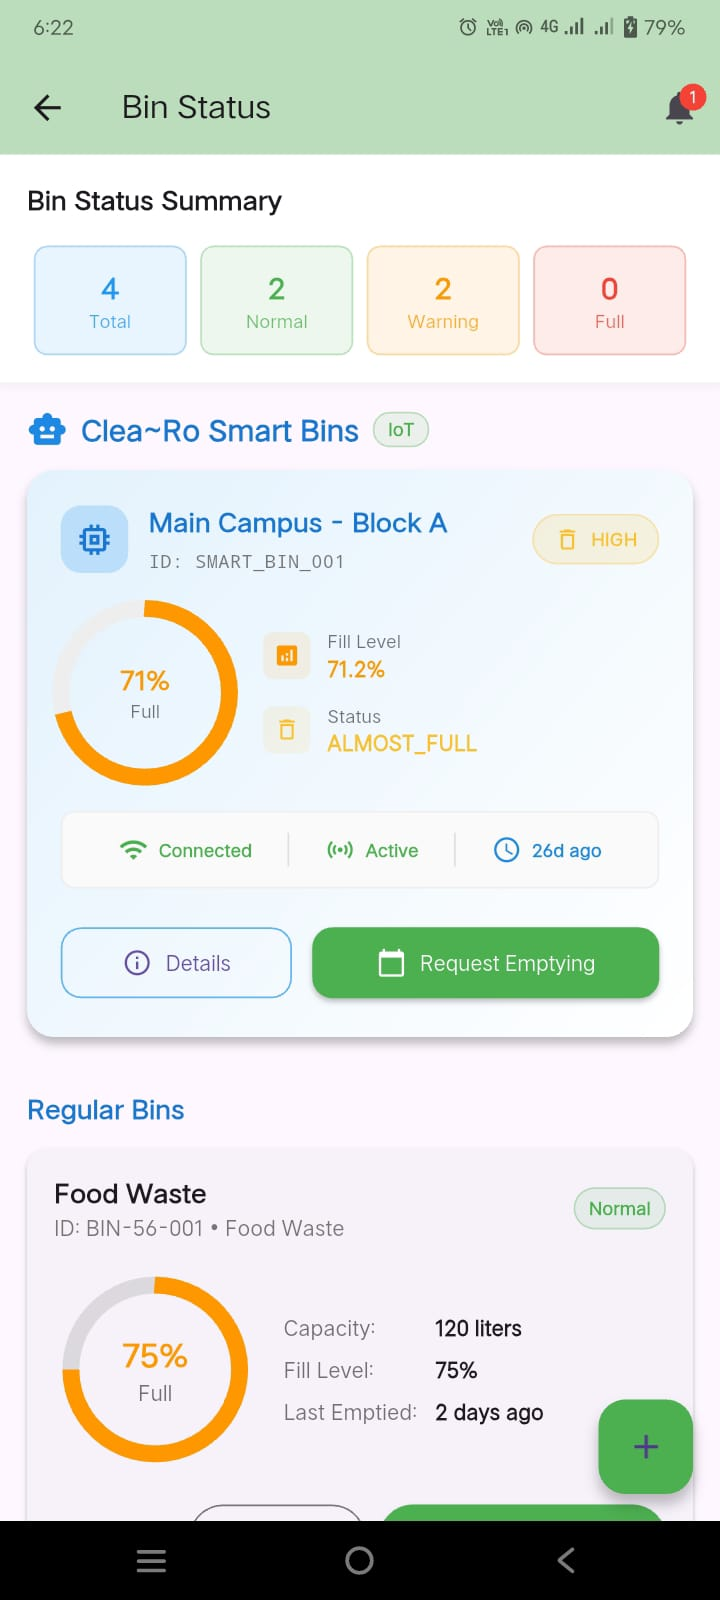 6:22
Vo)) LTE1 4G 79%
Bin Status
1
Bin Status Summary
4 2 2 0
Total Normal Warning Full
Clea~Ro Smart Bins IoT
Main Campus - Block A
ID: SMART_BIN_001
HIGH
71%
Full
Fill Level
71.2%
Status
ALMOST_FULL
Connected Active 26d ago
Details Request Emptying
Regular Bins
Food Waste
ID: BIN-56-001 • Food Waste
Normal
75%
Full
Capacity: 120 liters
Fill Level: 75%
Last Emptied: 2 days ago
+